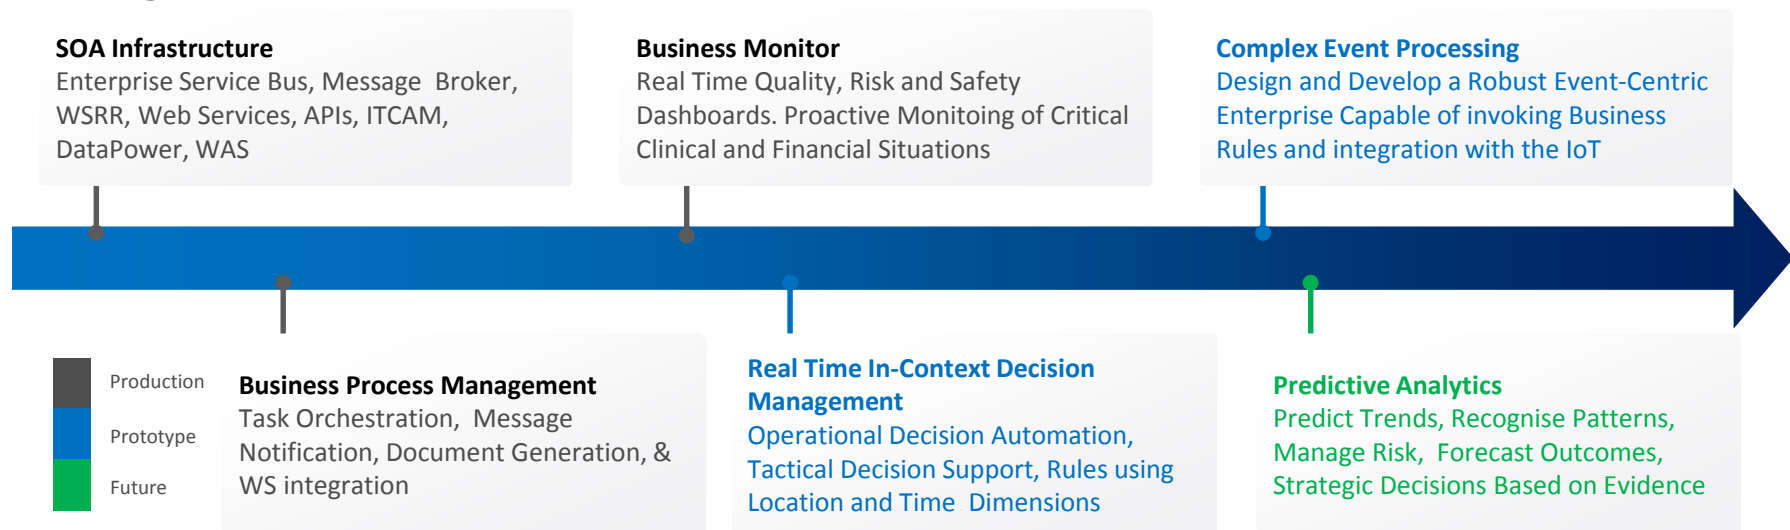 SOA Infrastructure
Enterprise Service Bus, Message Broker,
WSRR, Web Services, APIs, ITCAM,
DataPower, WAS
Business Monitor
Real Time Quality, Risk and Safety
Dashboards. Proactive Monitoing of Critical
Clinical and Financial Situations
Complex Event Processing
Design and Develop a Robust Event-Centric
Enterprise Capable of invoking Business
Rules and integration with the IoT
Production
Prototype
Future
Business Process Management
Task Orchestration, Message
Notification, Document Generation, &
WS integration
Real Time In-Context Decision
Management
Operational Decision Automation,
Tactical Decision Support, Rules using
Location and Time Dimensions
Predictive Analytics
Predict Trends, Recognise Patterns,
Manage Risk, Forecast Outcomes,
Strategic Decisions Based on Evidence